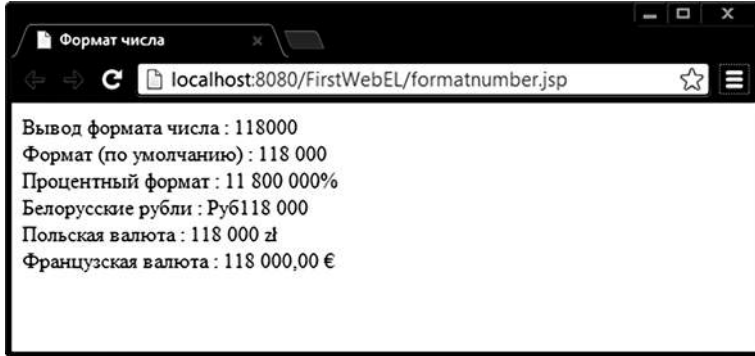 Формат числа
localhost:8080/FirstWebEL/formatnumber.jsp
Вывод формата числа : 118000
Формат (по умолчанию) : 118 000
Процентный формат : 11 800 000%
Белорусские рубли : Руб118 000
Польская валюта : 118 000 zł
Французская валюта : 118 000,00 €